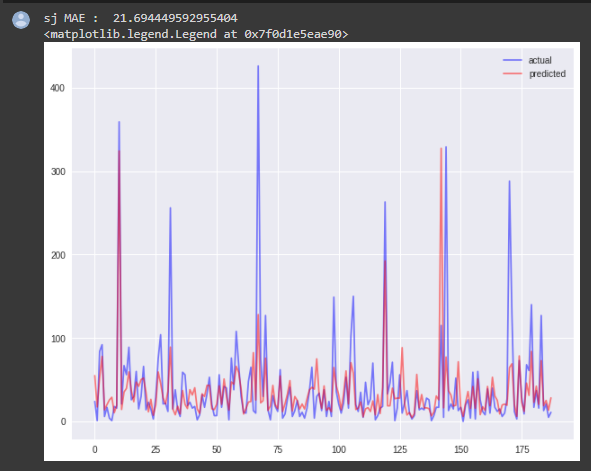 sj MAE :  21.694449592955404
<matplotlib.legend.Legend at 0x7f0d1e5eae90>
actual
predicted
400
300
200
100
0
0 25 50 75 100 125 150 175